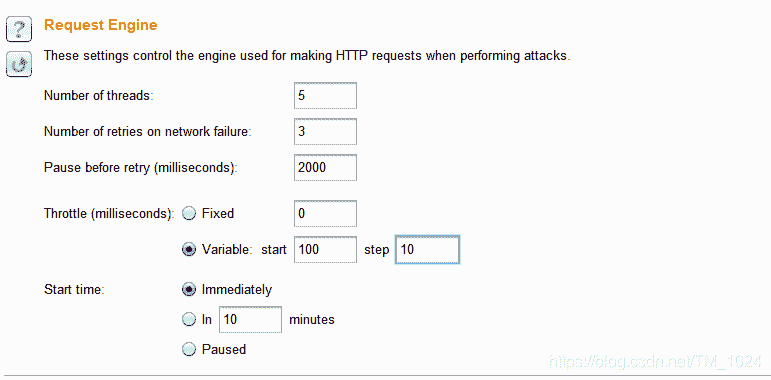 Request Engine
?
These settings control the engine used for making HTTP requests when performing attacks.
Number of threads: 5
Number of retries on network failure: 3
Pause before retry (milliseconds): 2000
Throttle (milliseconds): Fixed 0
Variable: start 100 step 10
Start time: Immediately
In 10 minutes
Paused
https://blog.csdn.net/TM_1024